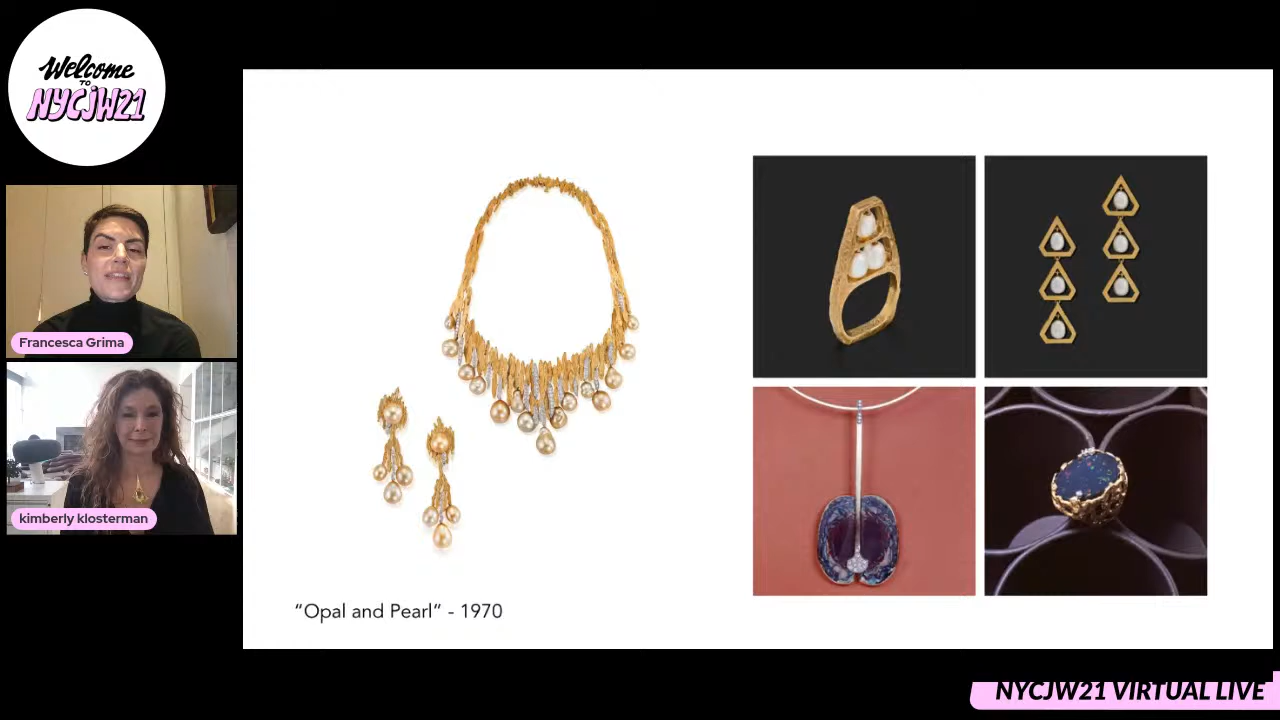 Welcome
TO
NYCJW21
Francesca Grima
kimberly klosterman
“Opal and Pearl” - 1970
NYCJW21 VIRTUAL LIVE